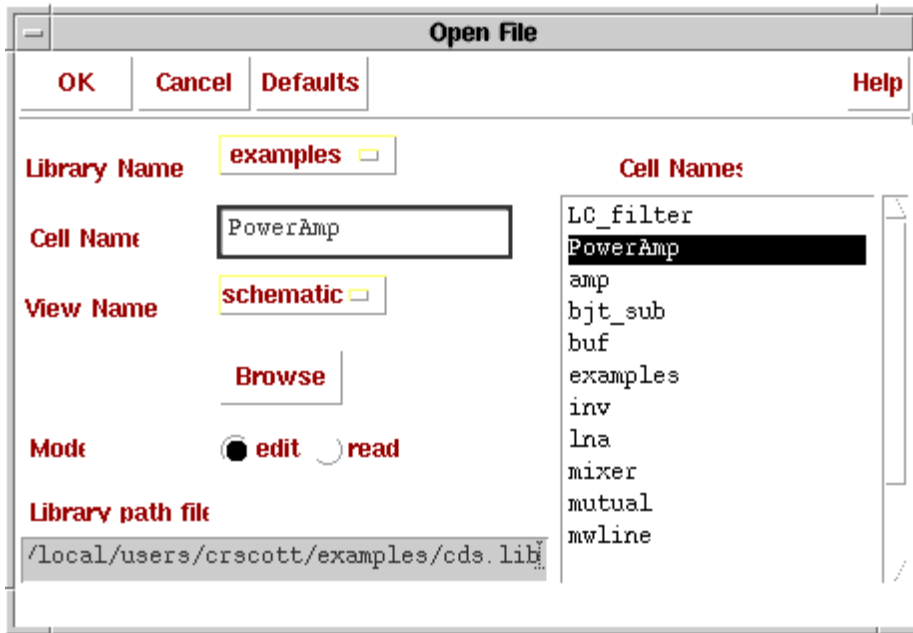 Open File
OK Cancel Defaults Help
Library Name examples
Cell Name PowerAmp
View Name schematic
Browse
Mode edit read
Library path file
/local/users/crscott/examples/cds.lib
Cell Names
LC_filter
PowerAmp
amp
bjt_sub
buf
examples
inv
lna
mixer
mutual
mwline